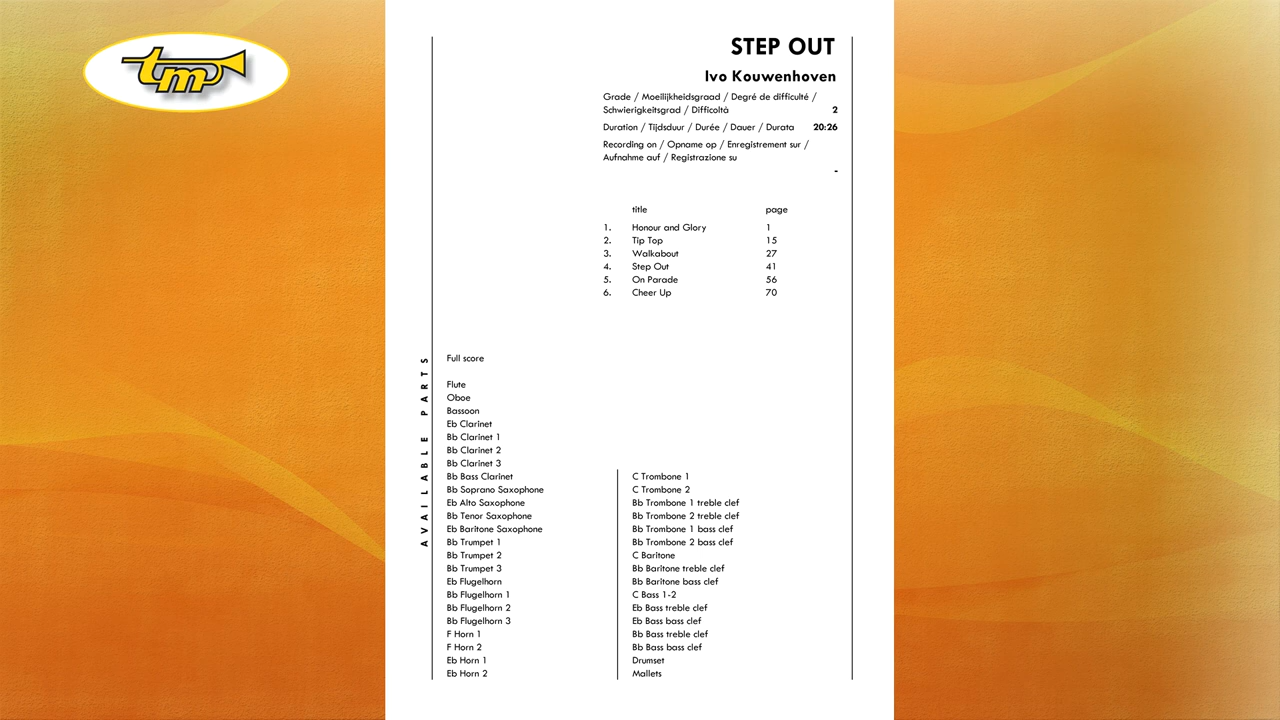 tm
STEP OUT
Ivo Kouwenhoven
Grade / Moeilijkheidsgraad / Degré de difficulté /
Schwierigkeitsgrad / Difficoltà 2
Duration / Tijdsduur / Durée / Dauer / Durata 20:26
Recording on / Opname op / Enregistrement sur /
Aufnahme auf / Registrazione su
-
title page
1. Honour and Glory 1
2. Tip Top 15
3. Walkabout 27
4. Step Out 41
5. On Parade 56
6. Cheer Up 70
AVAILABLE PARTS
Full score
Flute
Oboe
Bassoon
Eb Clarinet
Bb Clarinet 1
Bb Clarinet 2
Bb Clarinet 3
Bb Bass Clarinet
Bb Soprano Saxophone
Eb Alto Saxophone
Bb Tenor Saxophone
Eb Baritone Saxophone
Bb Trumpet 1
Bb Trumpet 2
Bb Trumpet 3
Eb Flugelhorn
Bb Flugelhorn 1
Bb Flugelhorn 2
Bb Flugelhorn 3
F Horn 1
F Horn 2
Eb Horn 1
Eb Horn 2
C Trombone 1
C Trombone 2
Bb Trombone 1 treble clef
Bb Trombone 2 treble clef
Bb Trombone 1 bass clef
Bb Trombone 2 bass clef
C Baritone
Bb Baritone treble clef
Bb Baritone bass clef
C Bass 1-2
Eb Bass treble clef
Eb Bass bass clef
Bb Bass treble clef
Bb Bass bass clef
Drumset
Mallets